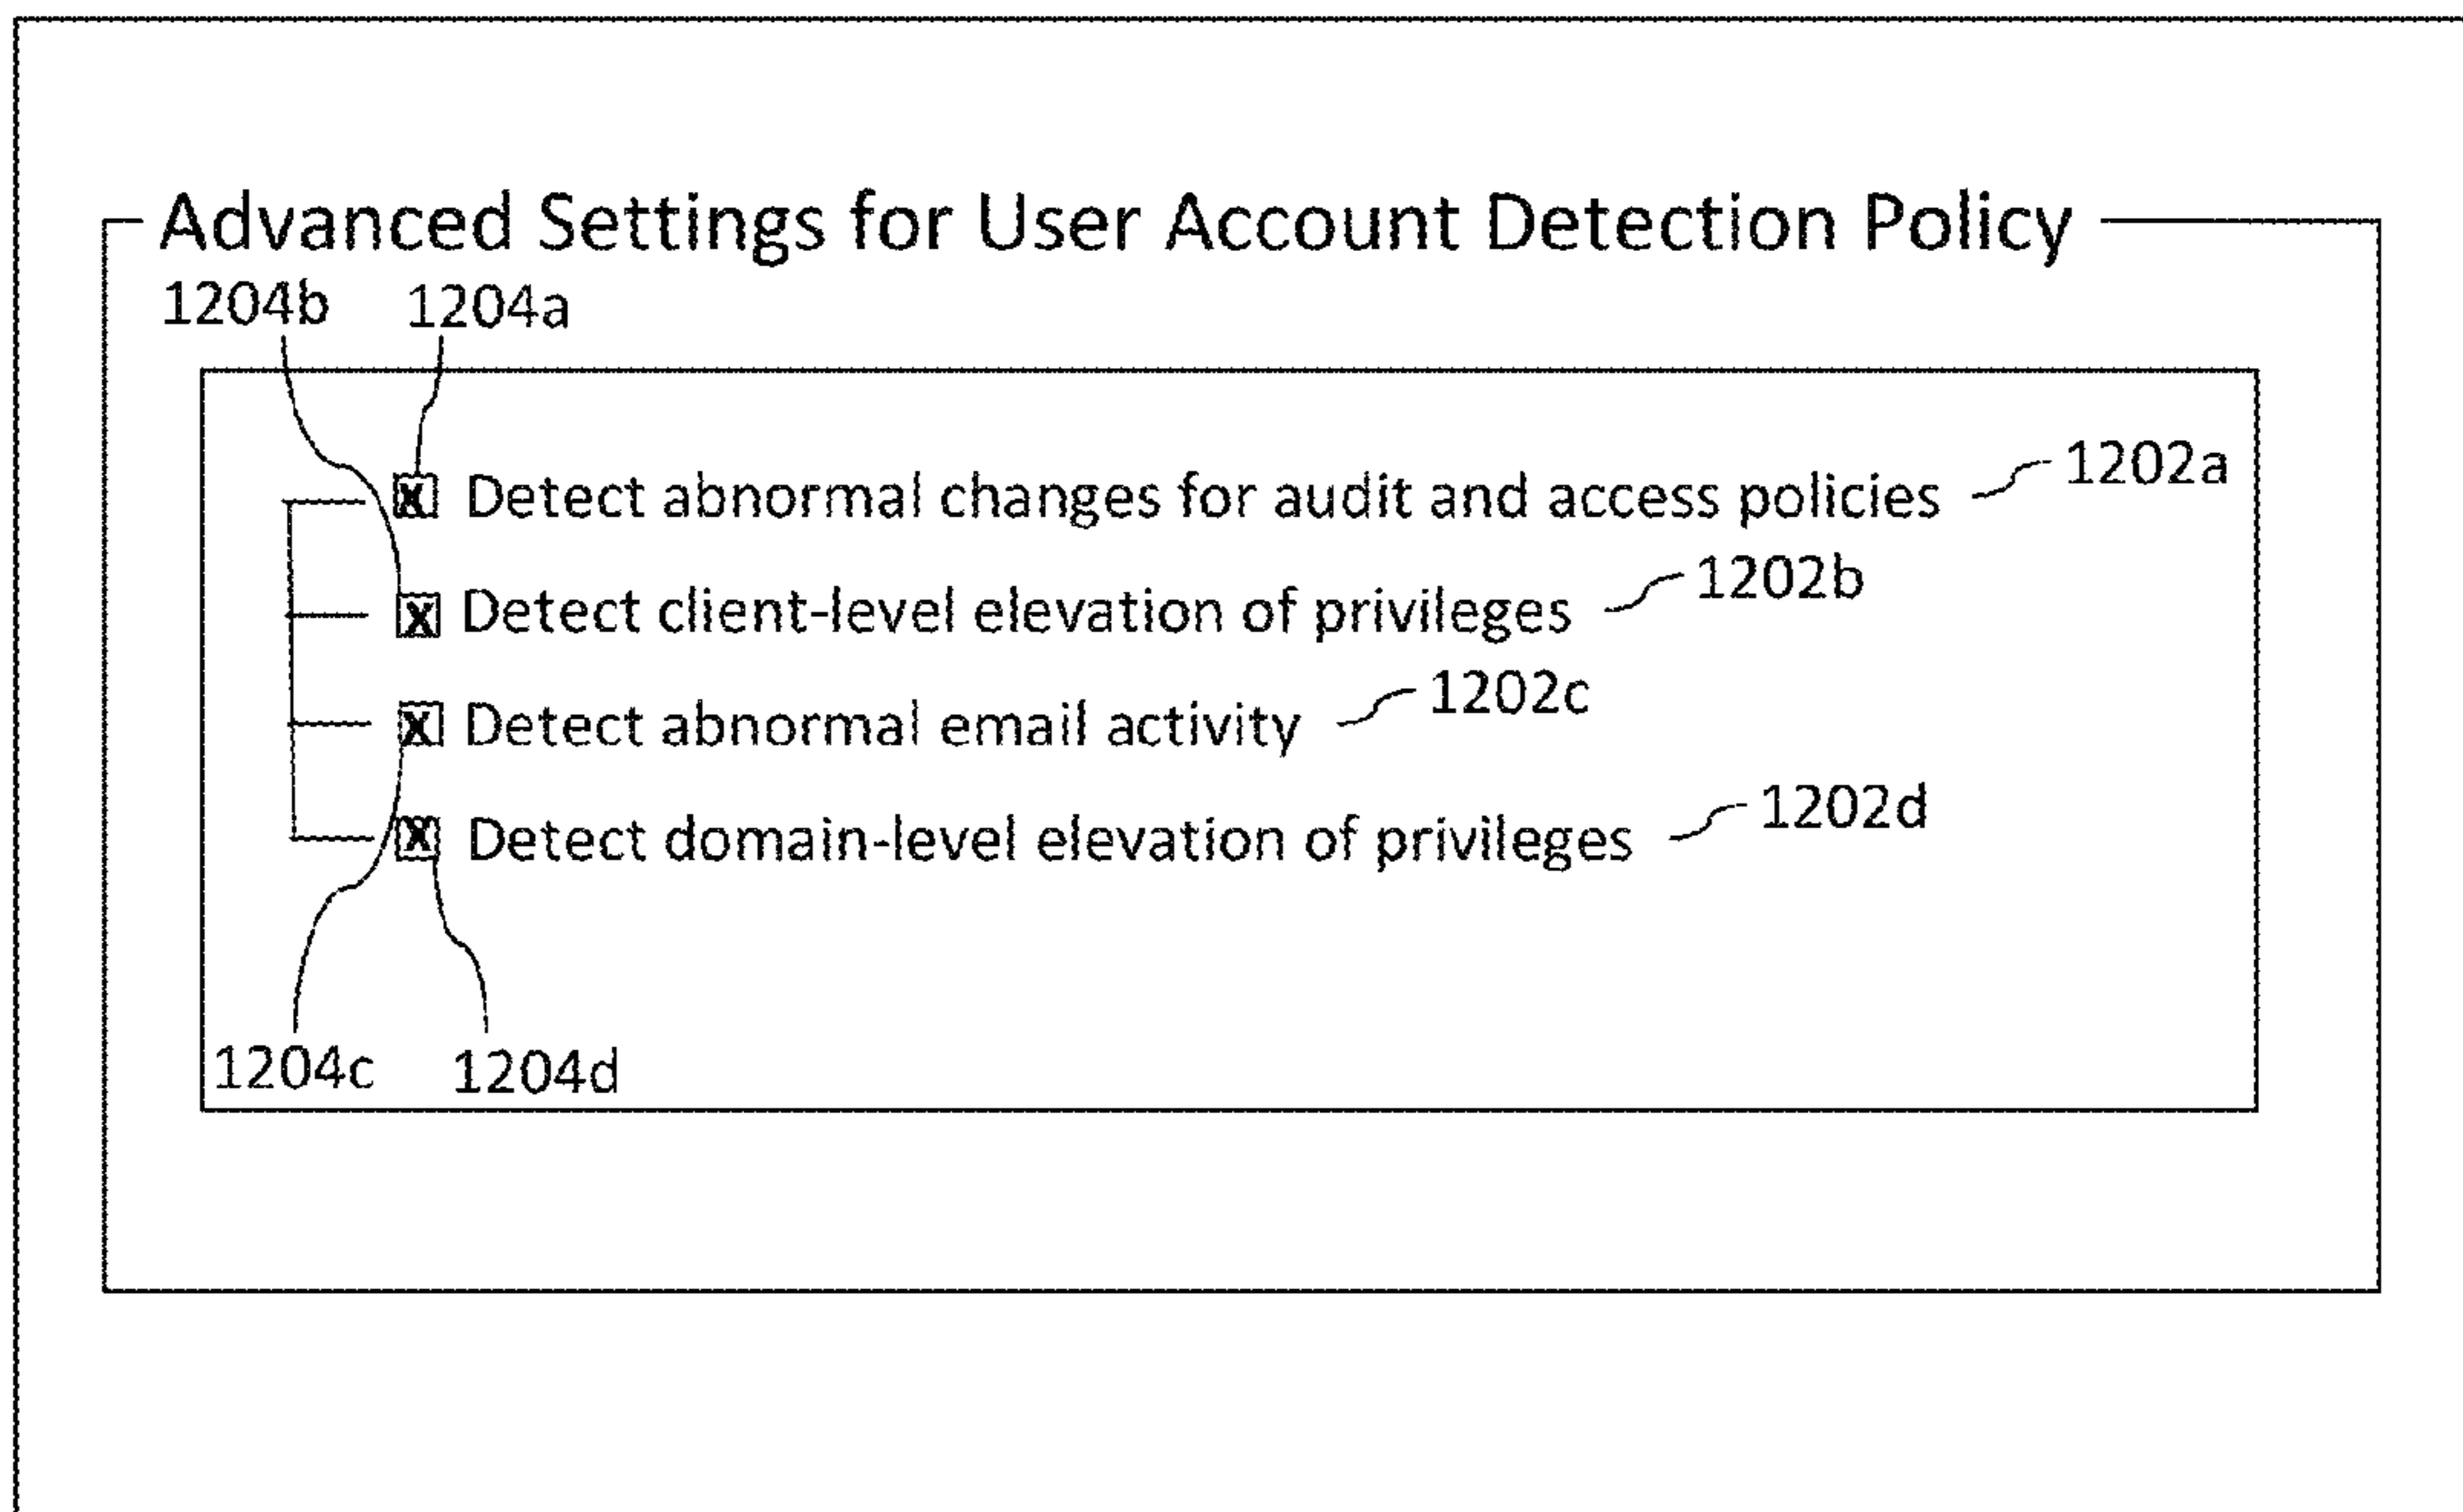 Advanced Settings for User Account Detection Policy
1204b 1204a
X Detect abnormal changes for audit and access policies 1202a
X Detect client-level elevation of privileges 1202b
X Detect abnormal email activity 1202c
X Detect domain-level elevation of privileges 1202d
1204c 1204d